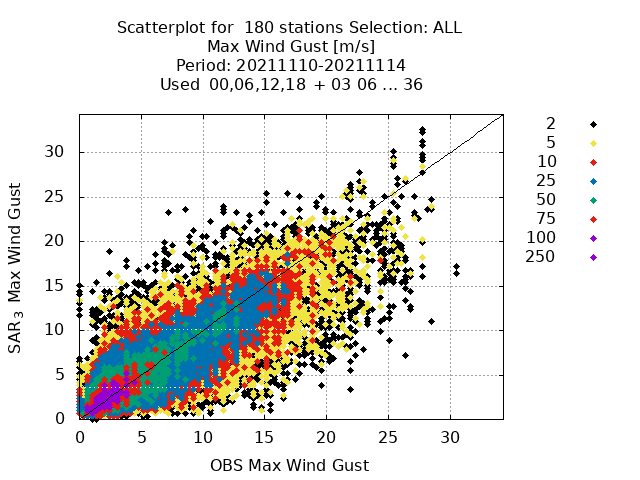 Scatterplot for 180 stations Selection: ALL
Max Wind Gust [m/s]
Period: 20211110-20211114
Used 00,06,12,18 + 03 06 ... 36
SAR₃ Max Wind Gust
30
25
20
15
10
5
0
0 5 10 15 20 25 30
OBS Max Wind Gust
2
5
10
25
50
75
100
250